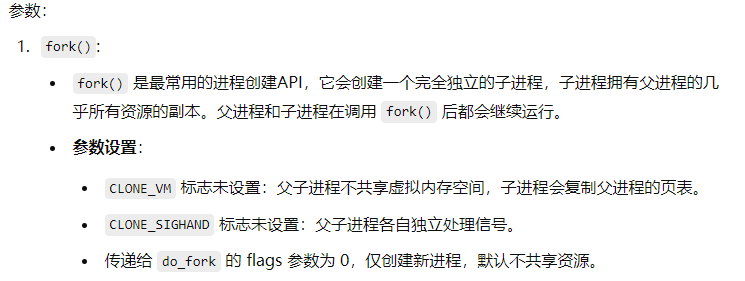 参数：
1. fork()：
• fork() 是最常用的进程创建API，它会创建一个完全独立的子进程，子进程拥有父进程的几
乎所有资源的副本。父进程和子进程在调用 fork() 后都会继续运行。
• 参数设置：
• CLONE_VM 标志未设置：父子进程不共享虚拟内存空间，子进程会复制父进程的页表。
• CLONE_SIGHAND 标志未设置：父子进程各自独立处理信号。
• 传递给 do_fork 的 flags 参数为 0，仅创建新进程，默认不共享资源。